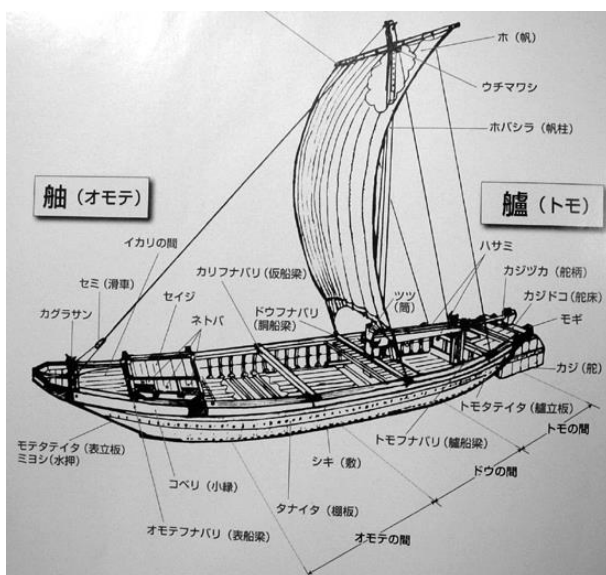 ホ（帆）
ウチマワシ
ホバシラ（帆柱）
舳（オモテ）
艫（トモ）
イカリの間
カリフナバリ（仮船梁）
ハサミ
セミ（滑車）
セイジ
ドウフナバリ
（胴船梁）
ツツ
（筒）
カジヅカ（舵柄）
カジドコ（舵床）
カグラサン
ネトバ
モギ
カジ（舵）
トモタテイタ（艫立板）
トモフナバリ（艫船梁）
トモの間
モテタテイタ（表立板）
ミヨシ（水押）
シキ（敷）
ドウの間
コベリ（小縁）
タナイタ（棚板）
オモテフナバリ（表船梁）
オモテの間